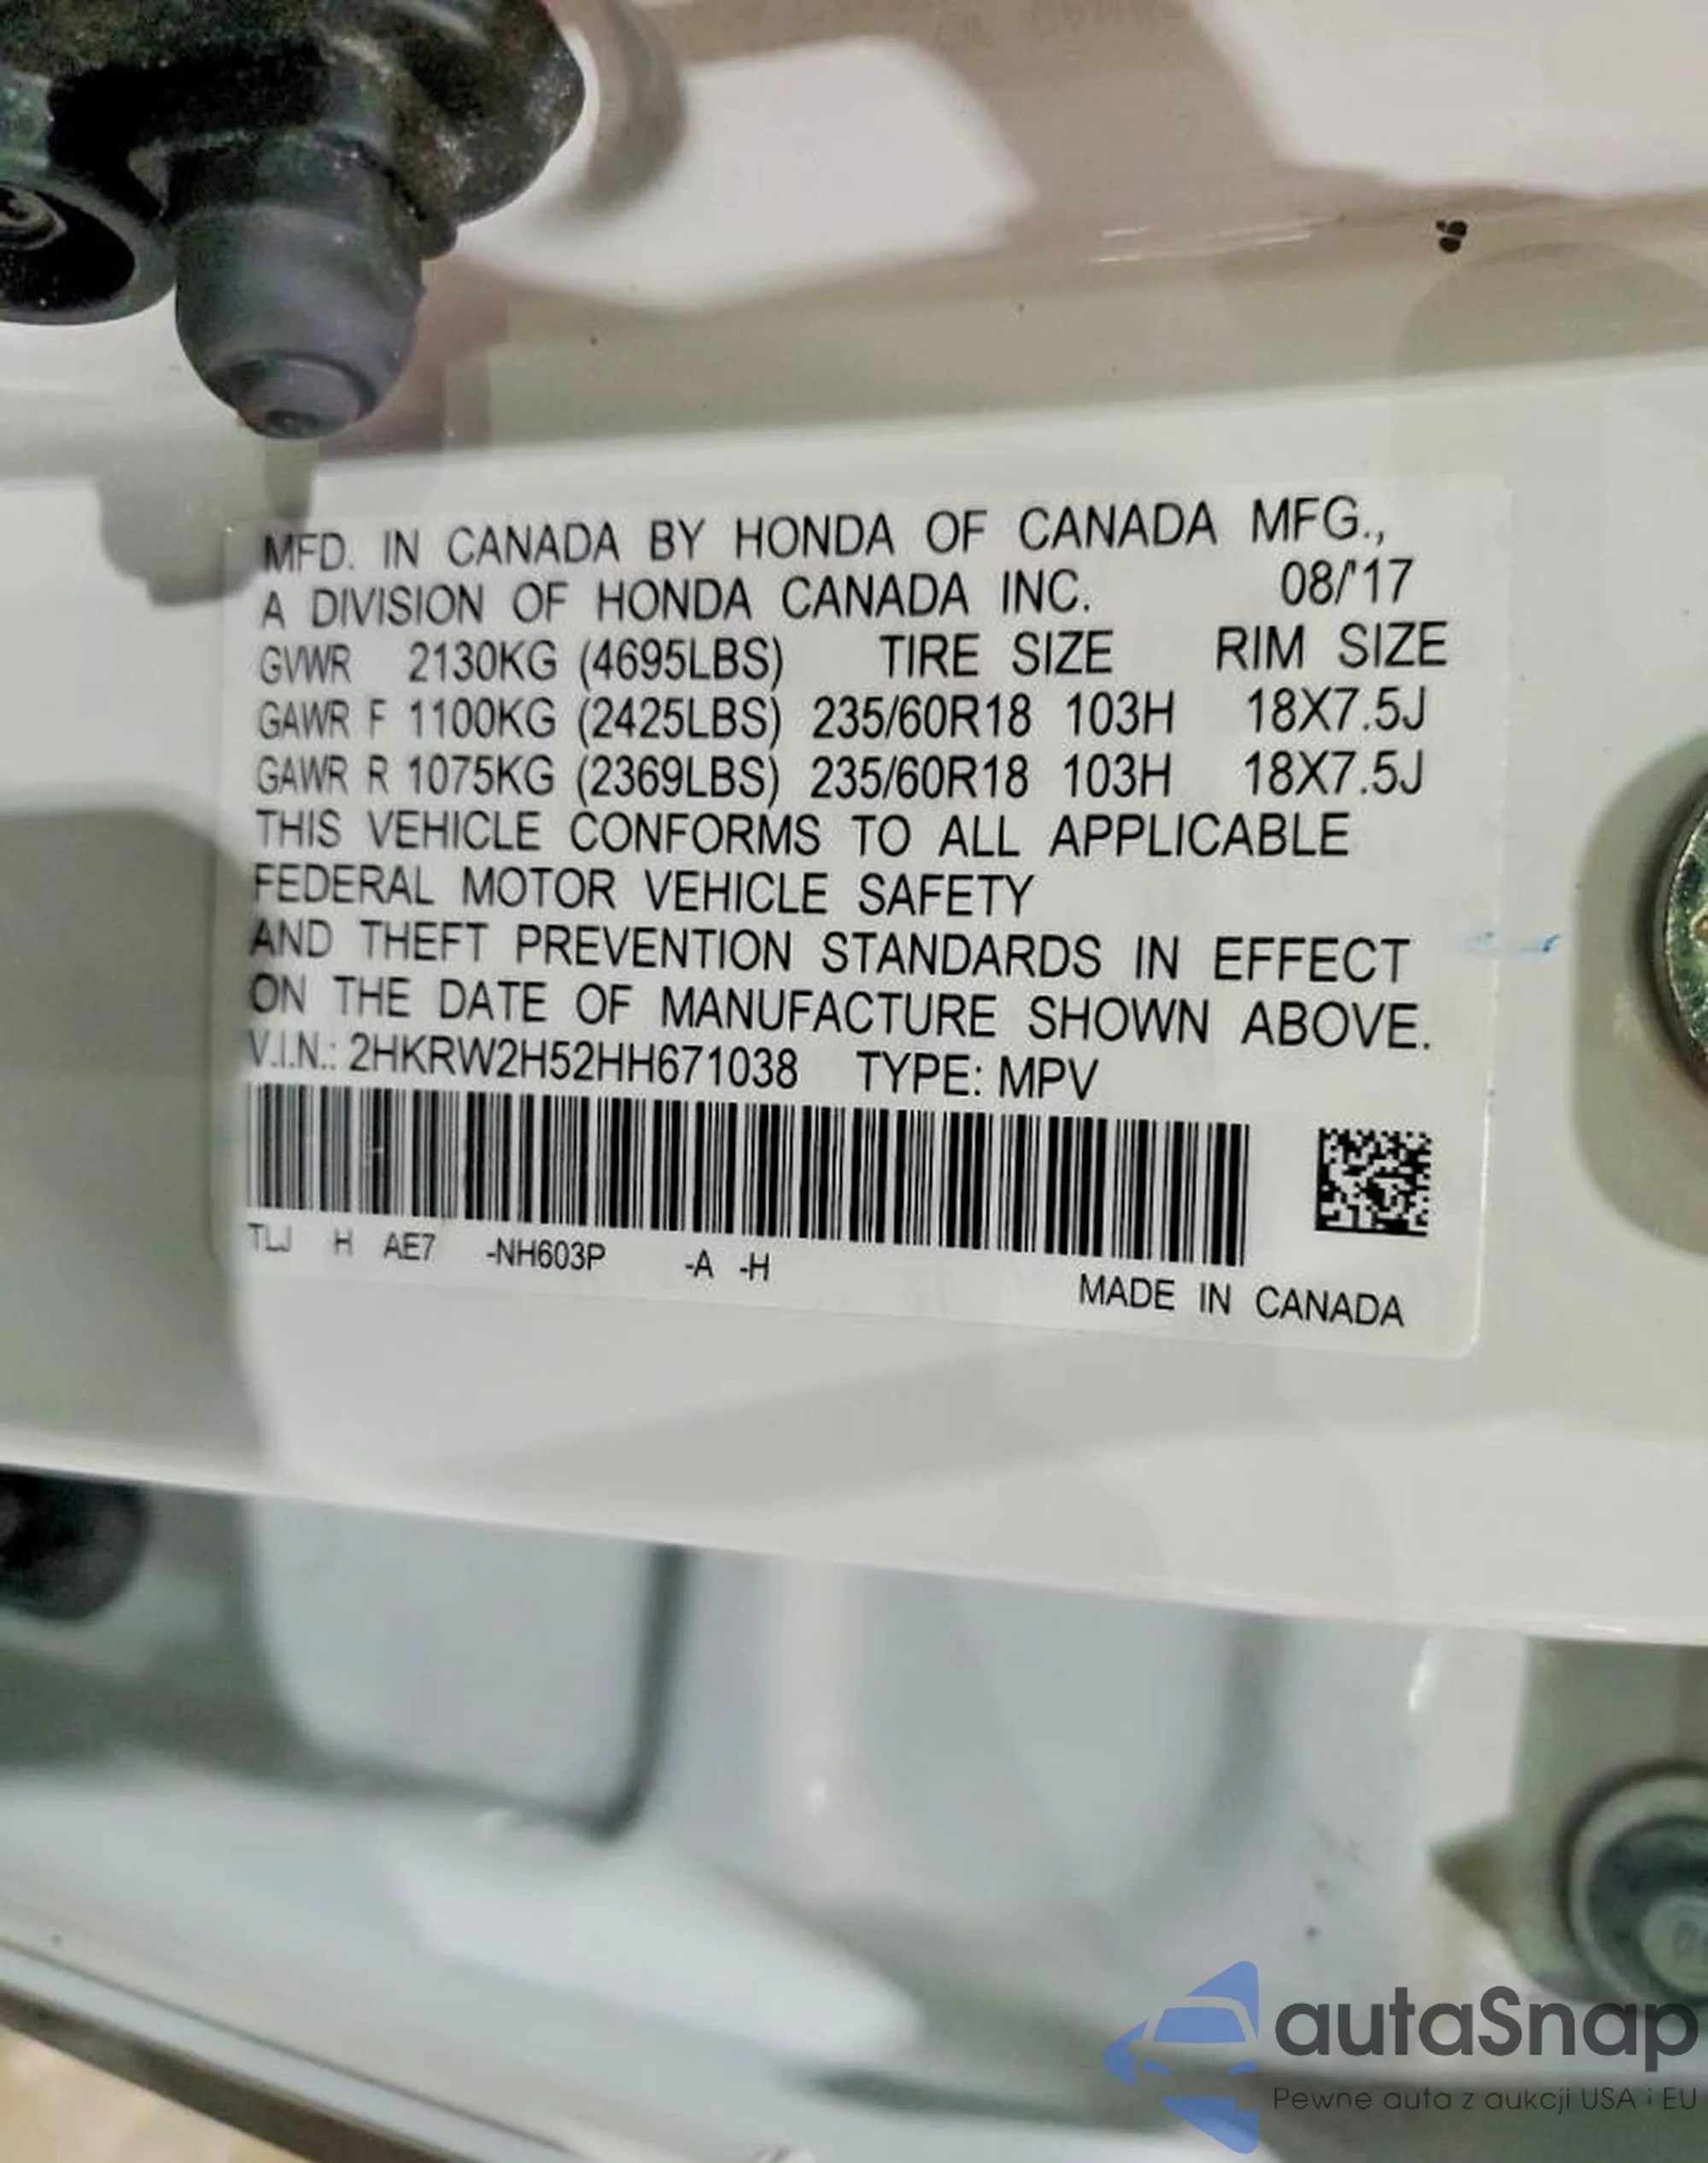 MFD. IN CANADA BY HONDA OF CANADA MFG.,
A DIVISION OF HONDA CANADA INC. 08/'17
GVWR 2130KG (4695LBS) TIRE SIZE RIM SIZE
GAWR F 1100KG (2425LBS) 235/60R18 103H 18X7.5J
GAWR R 1075KG (2369LBS) 235/60R18 103H 18X7.5J
THIS VEHICLE CONFORMS TO ALL APPLICABLE
FEDERAL MOTOR VEHICLE SAFETY
AND THEFT PREVENTION STANDARDS IN EFFECT
ON THE DATE OF MANUFACTURE SHOWN ABOVE.
V.I.N.: 2HKRW2H52HH671038 TYPE: MPV
TLJ H AE7 -NH603P -A -H
MADE IN CANADA
autaSnap
Pewne auta z aukcji USA i EU